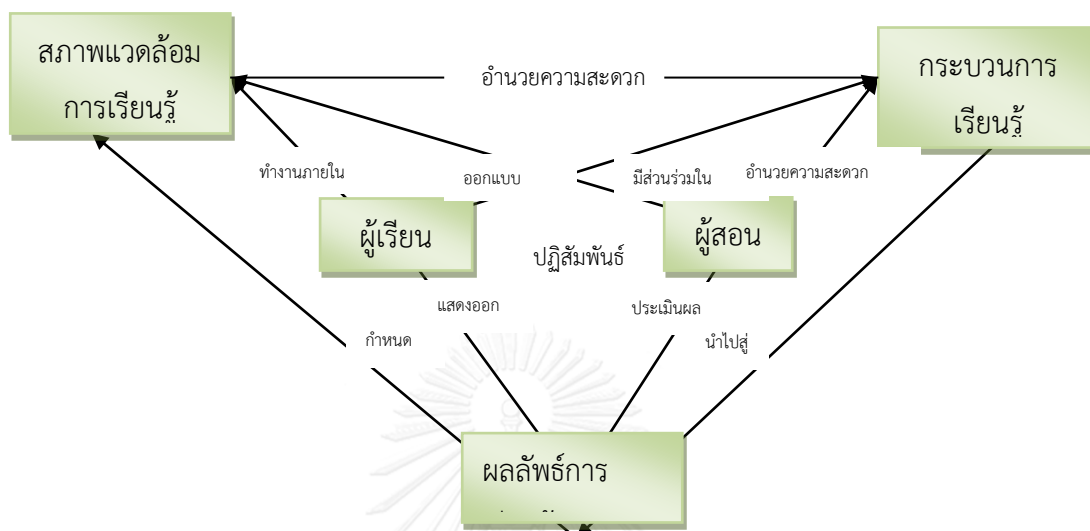 สภาพแวดล้อม
การเรียนรู้
อำนวยความสะดวก
กระบวนการ
เรียนรู้
ทำงานภายใน
ออกแบบ
มีส่วนร่วมใน
อำนวยความสะดวก
ผู้เรียน
ผู้สอน
ปฏิสัมพันธ์
แสดงออก
ประเมินผล
กำหนด
นำไปสู่
ผลลัพธ์การ